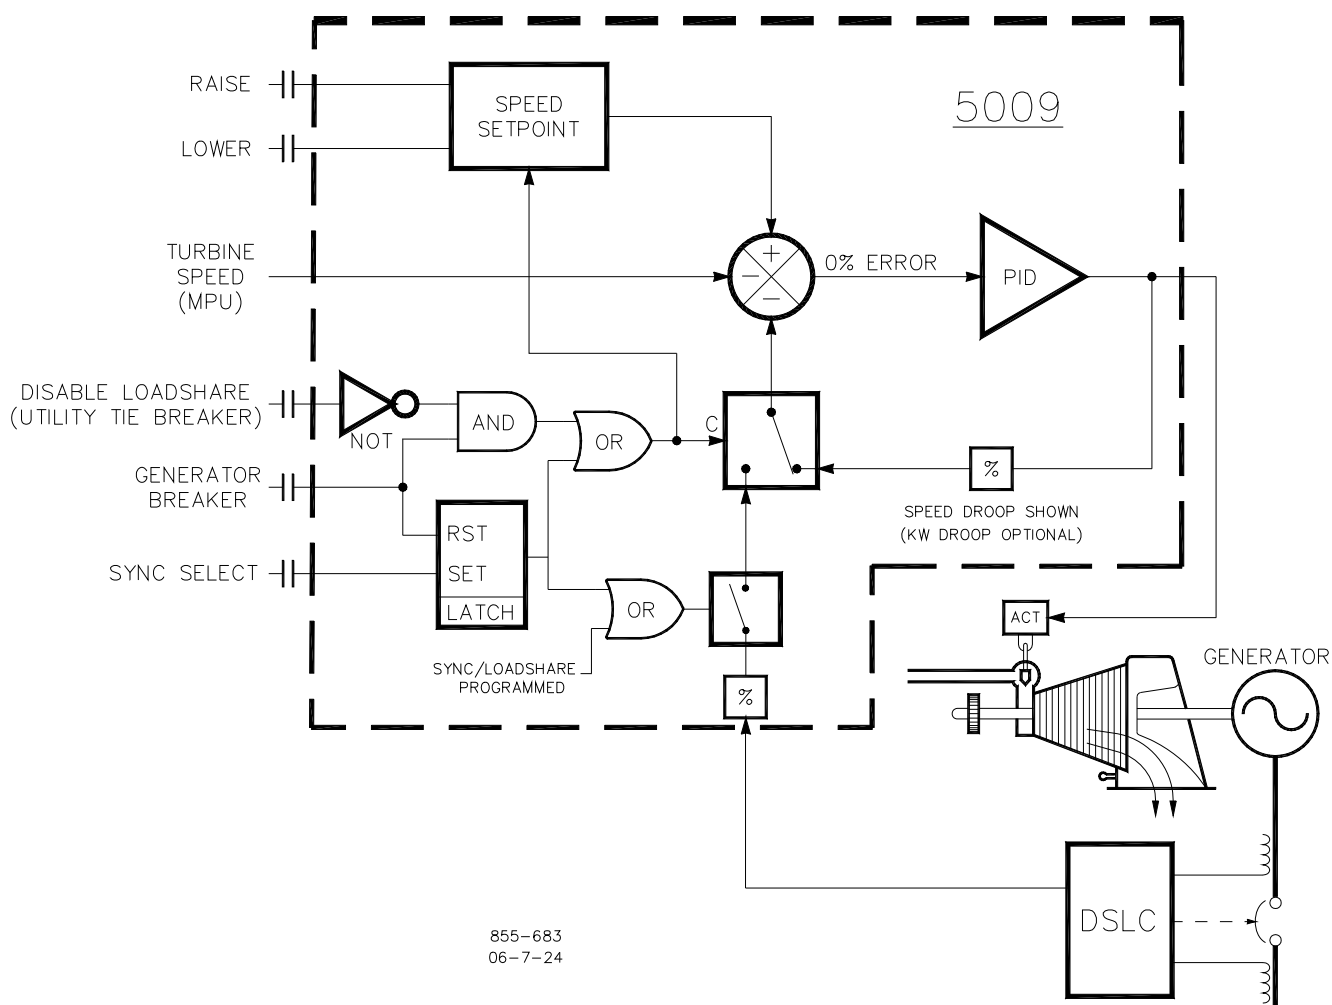 RAISE
LOWER
SPEED
SETPOINT
5009
TURBINE
SPEED
(MPU)
+
−
−
0% ERROR
PID
DISABLE LOADSHARE
(UTILITY TIE BREAKER)
NOT
AND
OR
C
GENERATOR
BREAKER
%
SPEED DROOP SHOWN
(KW DROOP OPTIONAL)
RST
SET
LATCH
SYNC SELECT
OR
SYNC/LOADSHARE
PROGRAMMED
%
ACT
GENERATOR
DSLC
855-683
06-7-24